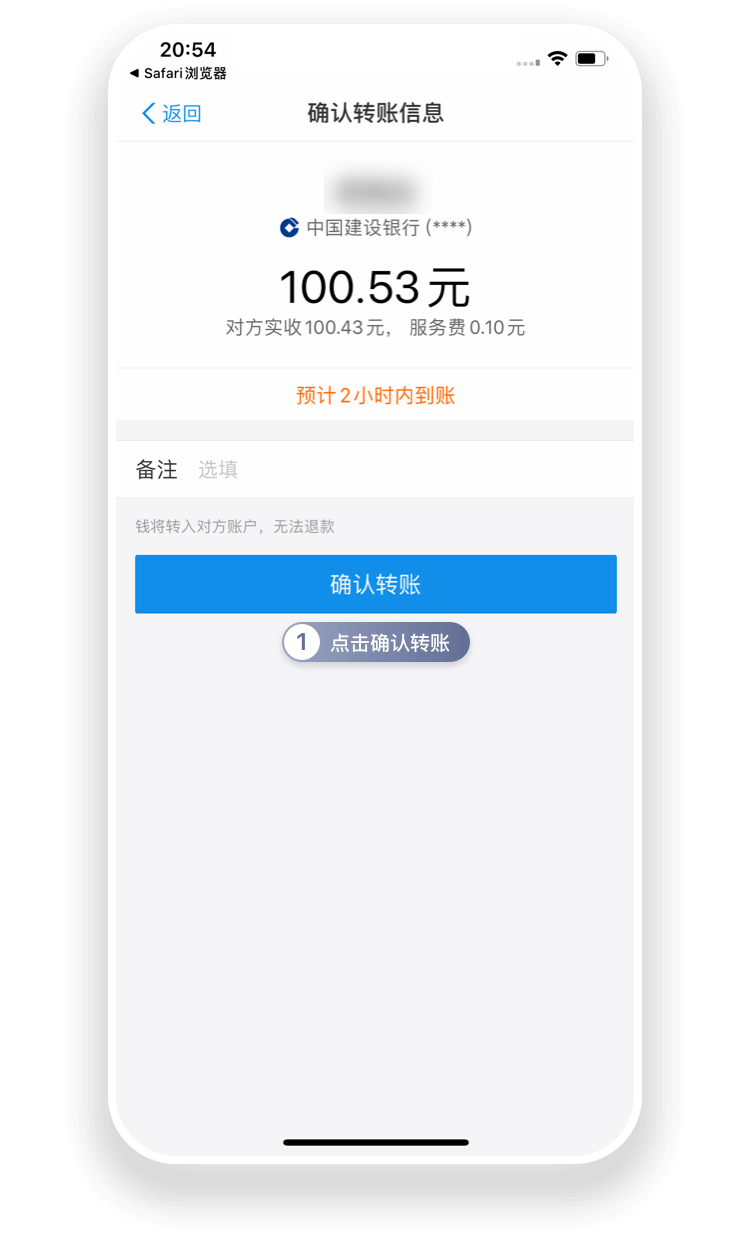 20:54
◀ Safari浏览器
返回 确认转账信息
中国建设银行 (****)
100.53元
对方实收100.43元， 服务费0.10元
预计2小时内到账
备注 选填
钱将转入对方账户，无法退款
确认转账
1 点击确认转账